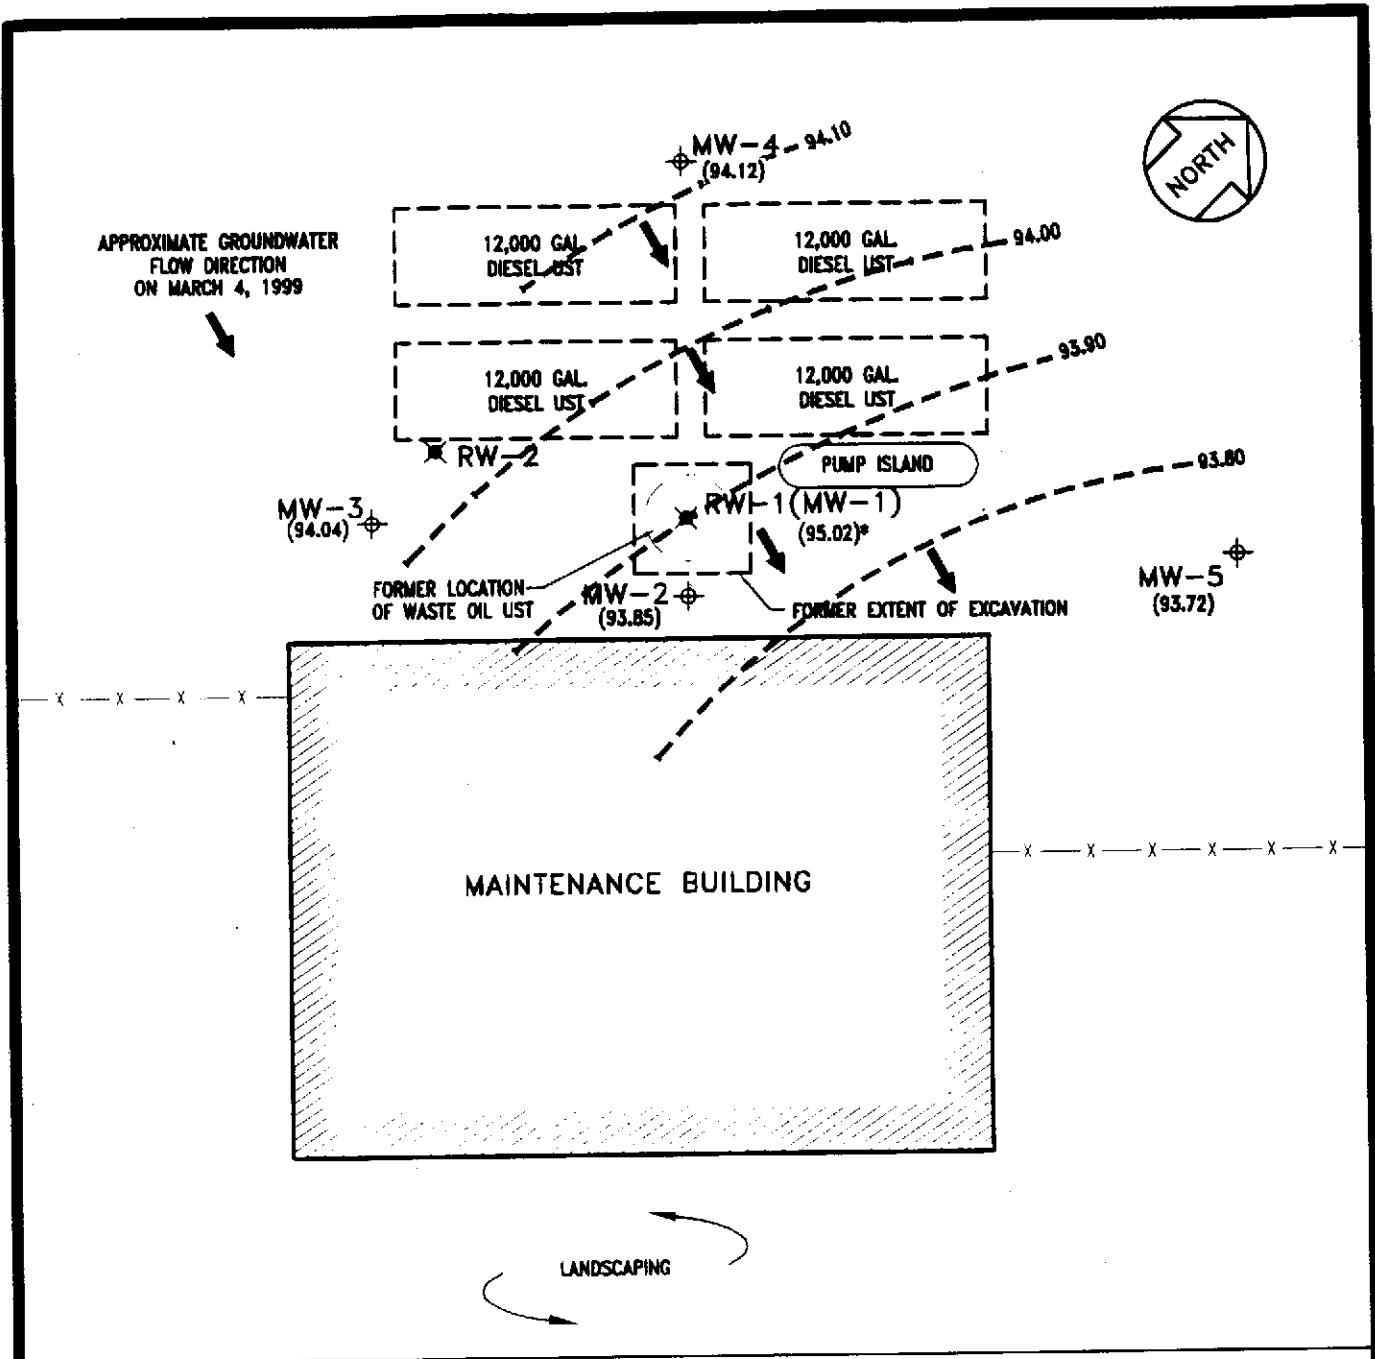 MW-4
(94.12)
94.10
NORTH
APPROXIMATE GROUNDWATER
FLOW DIRECTION
ON MARCH 4, 1999
12,000 GAL.
DIESEL UST
12,000 GAL.
DIESEL UST
94.00
12,000 GAL.
DIESEL UST
12,000 GAL.
DIESEL UST
93.90
RW-2
PUMP ISLAND
93.80
MW-3
(94.04)
RW-1(MW-1)
(95.02)*
FORMER LOCATION
OF WASTE OIL UST
MW-2
(93.85)
FORMER EXTENT OF EXCAVATION
MW-5
(93.72)
X X X X
X X X X X X
MAINTENANCE BUILDING
LANDSCAPING